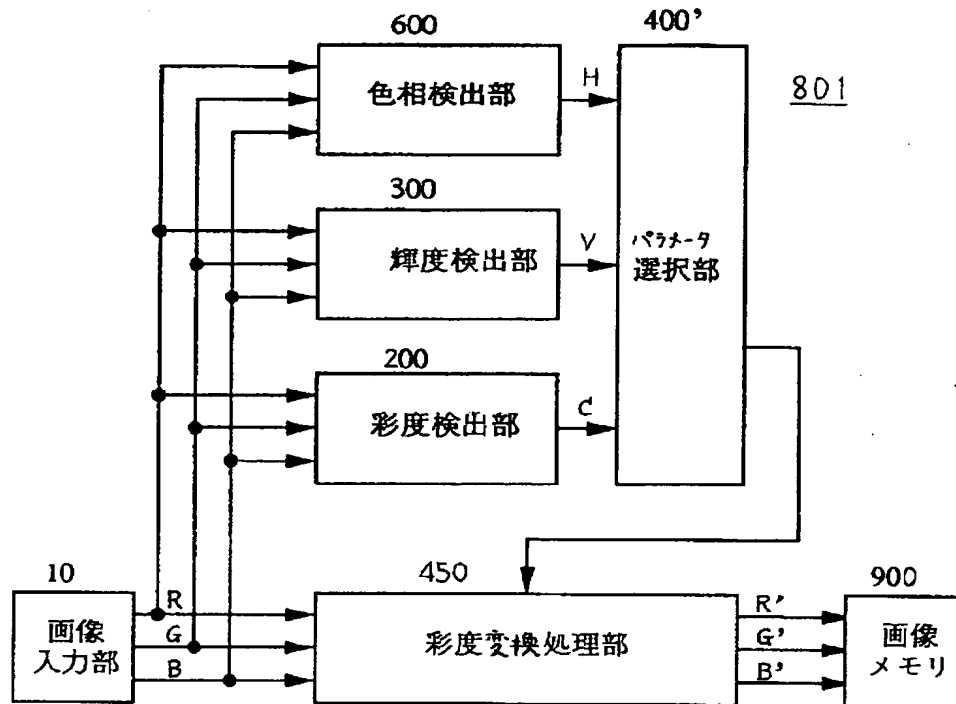 600
色相検出部
H
400'
801
300
輝度検出部
V
パラメータ
選択部
200
彩度検出部
C
10
画像
入力部
R
G
B
450
彩度変換処理部
R'
G'
B'
900
画像
メモリ